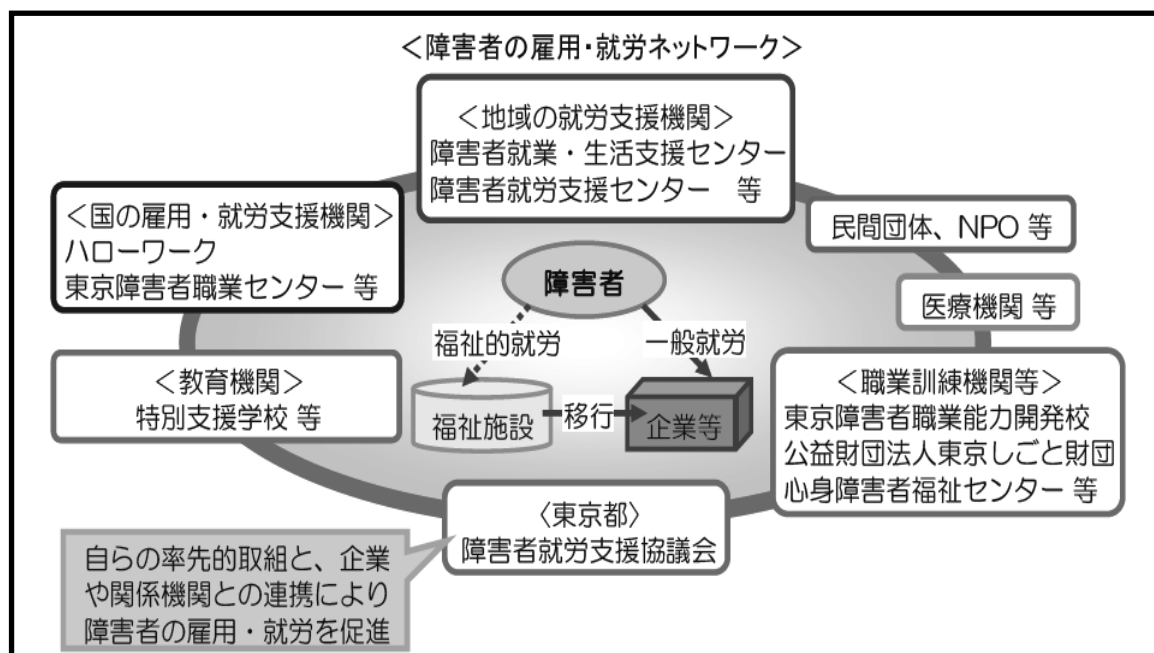 ＜障害者の雇用・就労ネットワーク＞
＜地域の就労支援機関＞
障害者就業・生活支援センター
障害者就労支援センター　等
＜国の雇用・就労支援機関＞
ハローワーク
東京障害者職業センター 等
民間団体、NPO 等
医療機関 等
障害者
福祉的就労
一般就労
＜教育機関＞
特別支援学校 等
福祉施設
移行
企業等
＜職業訓練機関等＞
東京障害者職業能力開発校
公益財団法人東京しごと財団
心身障害者福祉センター 等
〈東京都〉
障害者就労支援協議会
自らの率先的取組と、企業
や関係機関との連携により
障害者の雇用・就労を促進